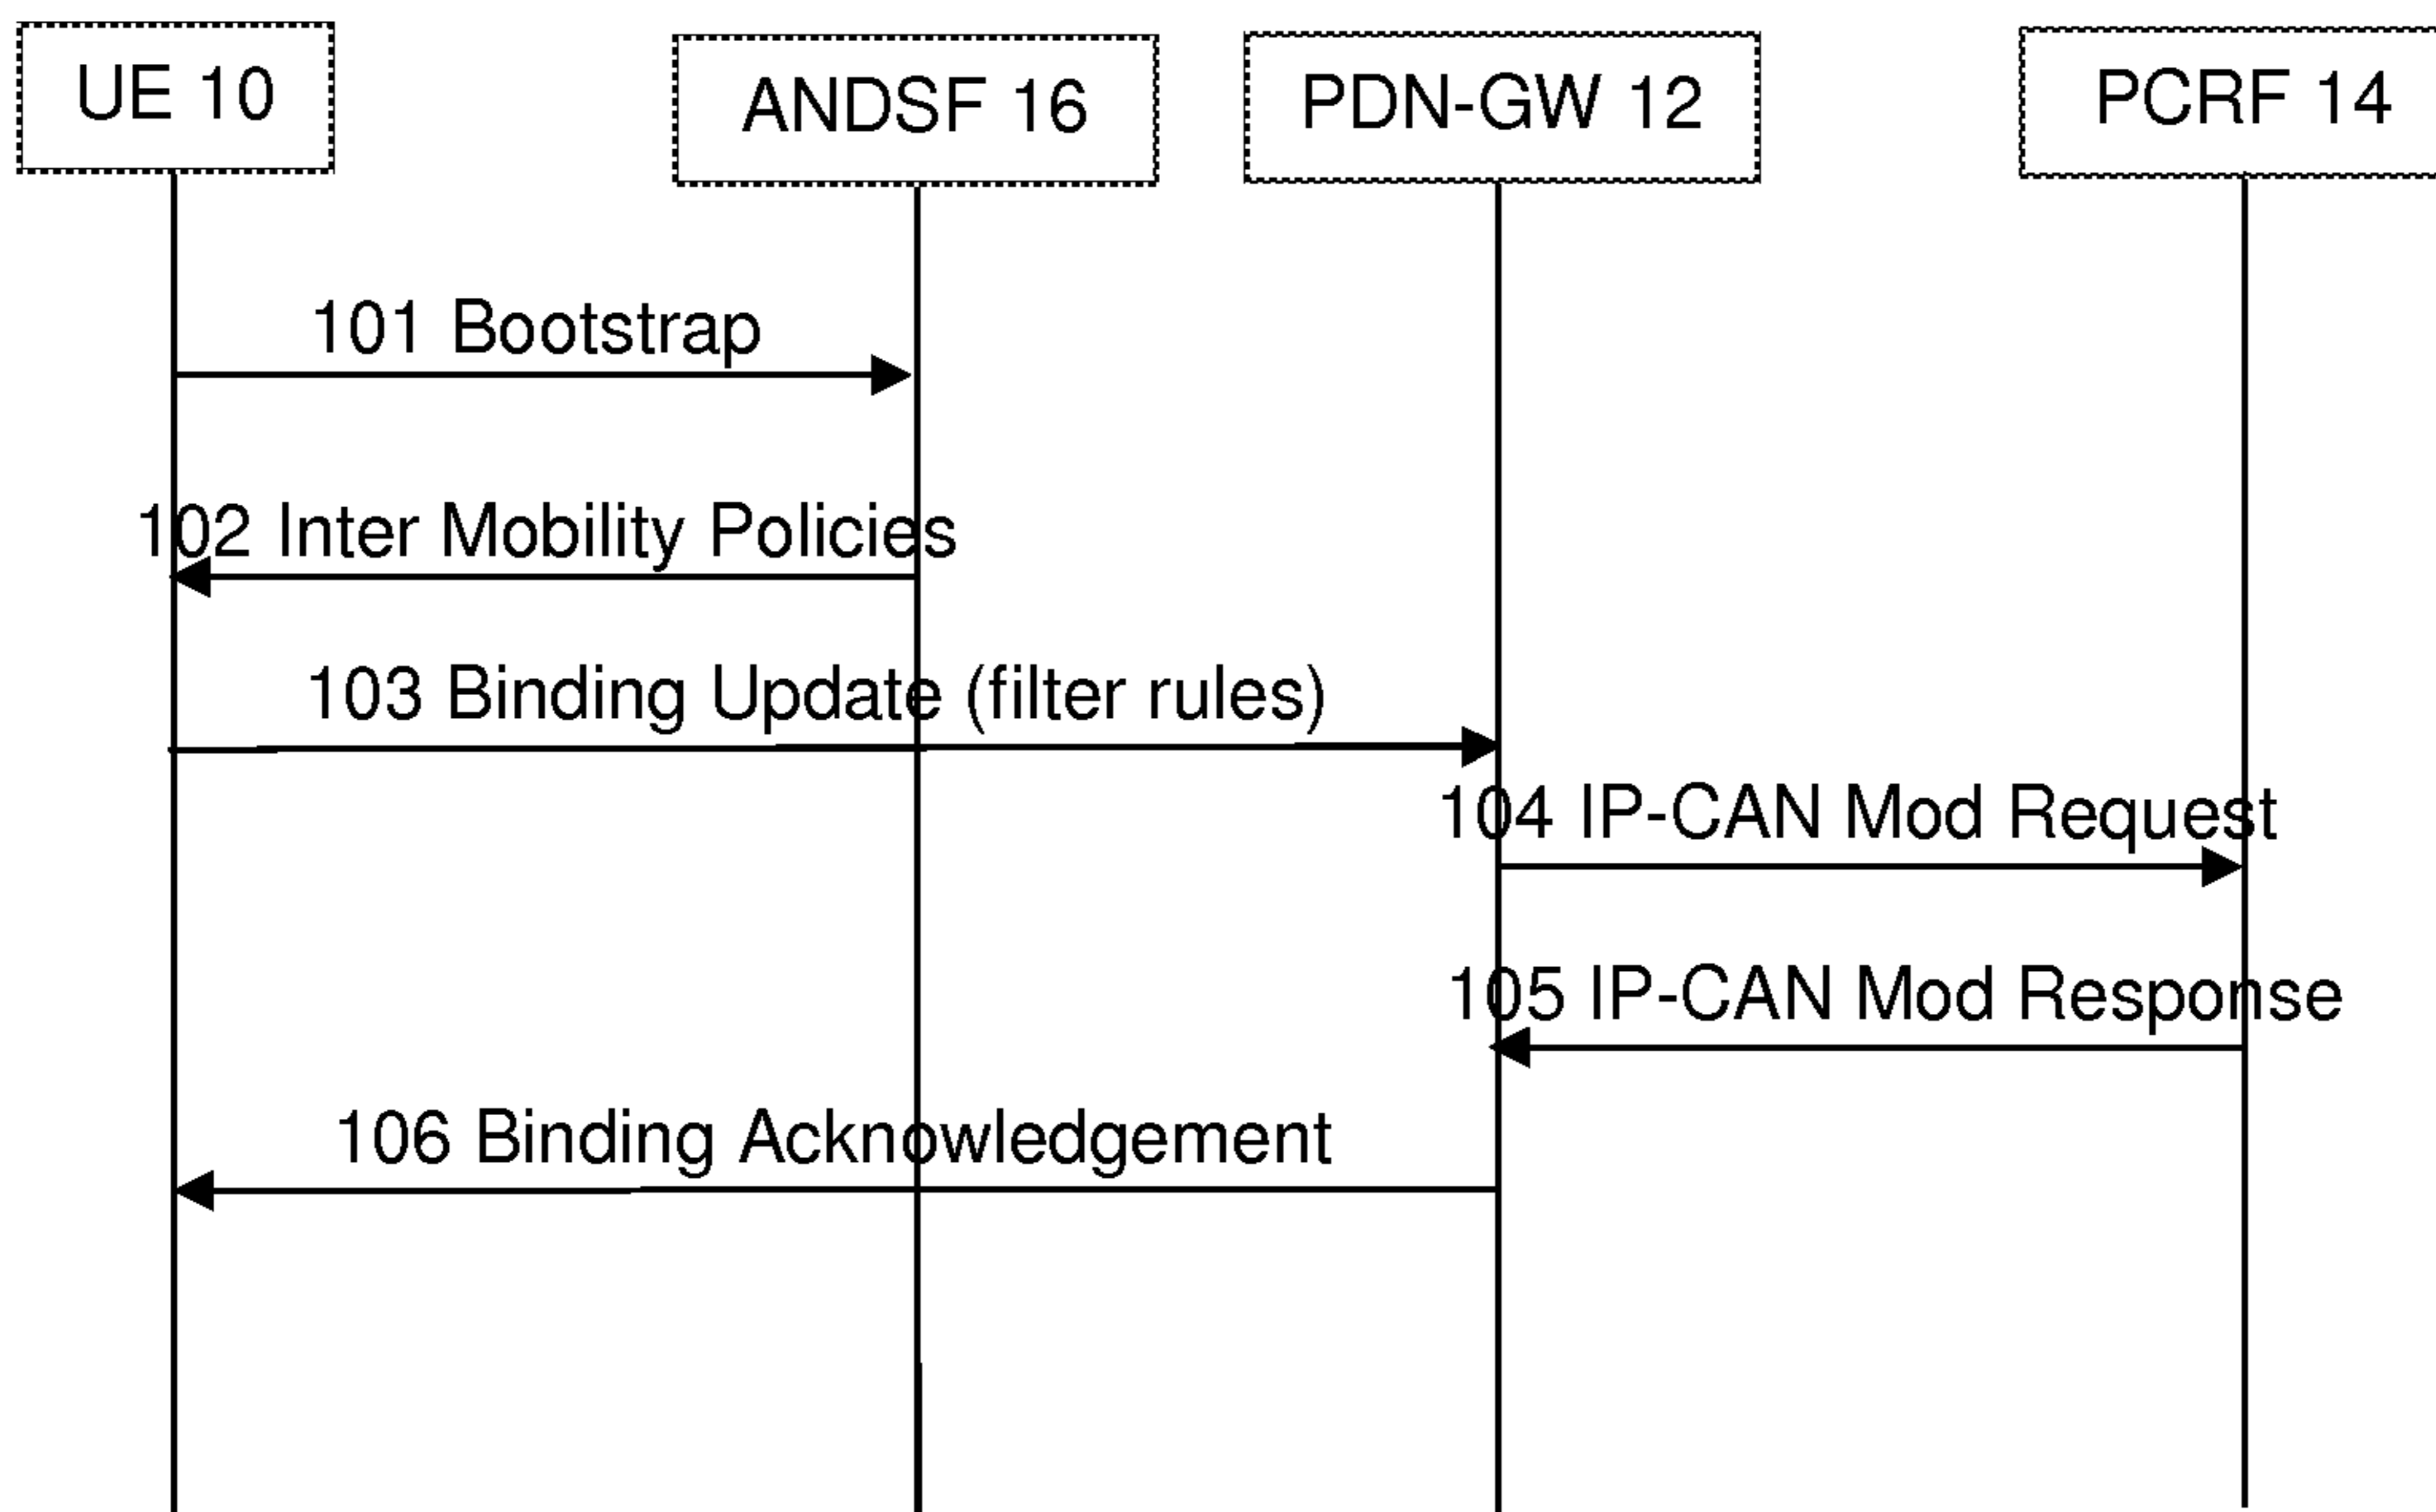 UE 10
ANDSF 16
PDN-GW 12
PCRF 14
101 Bootstrap
102 Inter Mobility Policies
103 Binding Update (filter rules)
104 IP-CAN Mod Request
105 IP-CAN Mod Response
106 Binding Acknowledgement